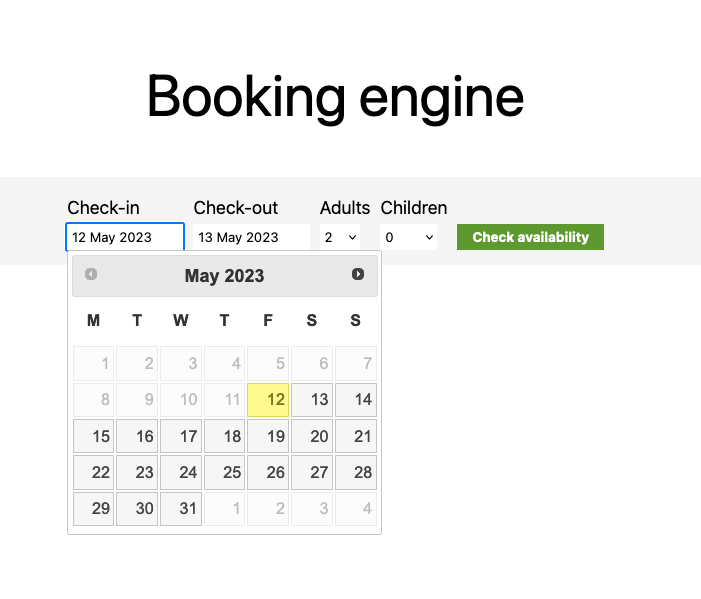 Booking engine
Check-in Check-out Adults Children
12 May 2023 13 May 2023 2 0 Check availability
May 2023
M T W T F S S
1 2 3 4 5 6 7
8 9 10 11 12 13 14
15 16 17 18 19 20 21
22 23 24 25 26 27 28
29 30 31 1 2 3 4